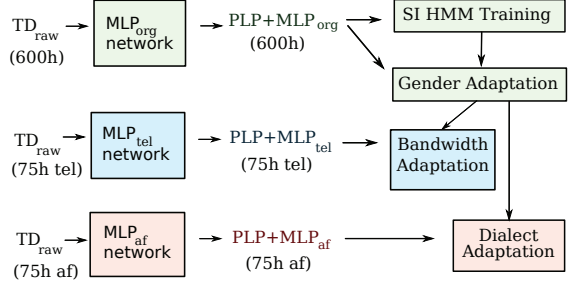 TD_raw
(600h)
MLP_org
network
PLP+MLP_org
(600h)
SI HMM Training
Gender Adaptation
TD_raw
(75h tel)
MLP_tel
network
PLP+MLP_tel
(75h tel)
Bandwidth
Adaptation
TD_raw
(75h af)
MLP_af
network
PLP+MLP_af
(75h af)
Dialect
Adaptation